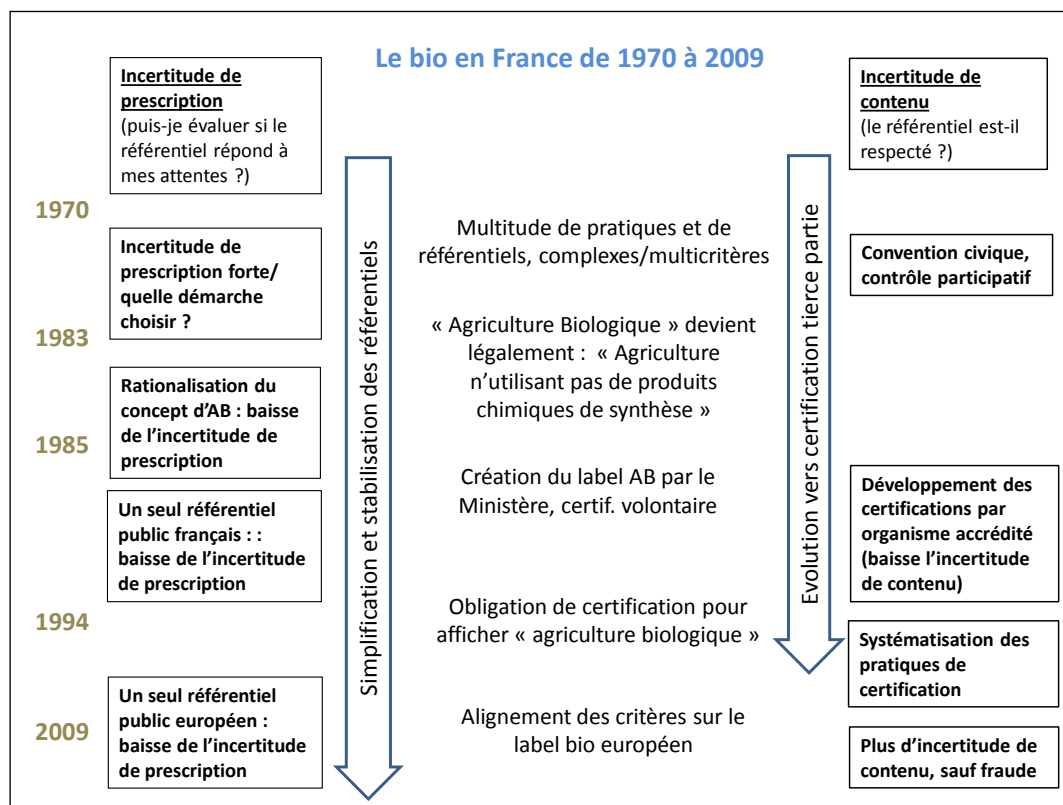 Le bio en France de 1970 à 2009
Incertitude de
prescription
(puis-je évaluer si le
référentiel répond à
mes attentes ?)
Incertitude de
contenu
(le référentiel est-il
respecté ?)
1970
Multitude de pratiques et de
référentiels, complexes/multicritères
Incertitude de
prescription forte/
quelle démarche
choisir ?
Convention civique,
contrôle participatif
1983
« Agriculture Biologique » devient
légalement : « Agriculture
n’utilisant pas de produits
chimiques de synthèse »
Rationalisation du
concept d’AB : baisse
de l’incertitude de
prescription
1985
Création du label AB par le
Ministère, certif. volontaire
Un seul référentiel
public français : :
baisse de l’incertitude
de prescription
Développement des
certifications par
organisme accrédité
(baisse l’incertitude
de contenu)
1994
Obligation de certification pour
afficher « agriculture biologique »
Systématisation des
pratiques de
certification
Un seul référentiel
public européen :
baisse de l’incertitude
de prescription
2009
Alignement des critères sur le
label bio européen
Plus d’incertitude de
contenu, sauf fraude
Simplification et stabilisation des référentiels
Evolution vers certification tierce partie